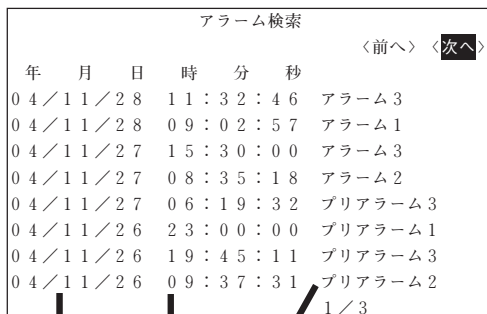 アラーム検索
〈前へ〉〈次へ〉
年 月 日 時 分 秒
04／11／28 11：32：46 アラーム3
04／11／28 09：02：57 アラーム1
04／11／27 15：30：00 アラーム3
04／11／27 08：35：18 アラーム2
04／11／27 06：19：32 プリアラーム3
04／11／26 23：00：00 プリアラーム1
04／11／26 19：45：11 プリアラーム3
04／11／26 09：37：31 プリアラーム2
1／3